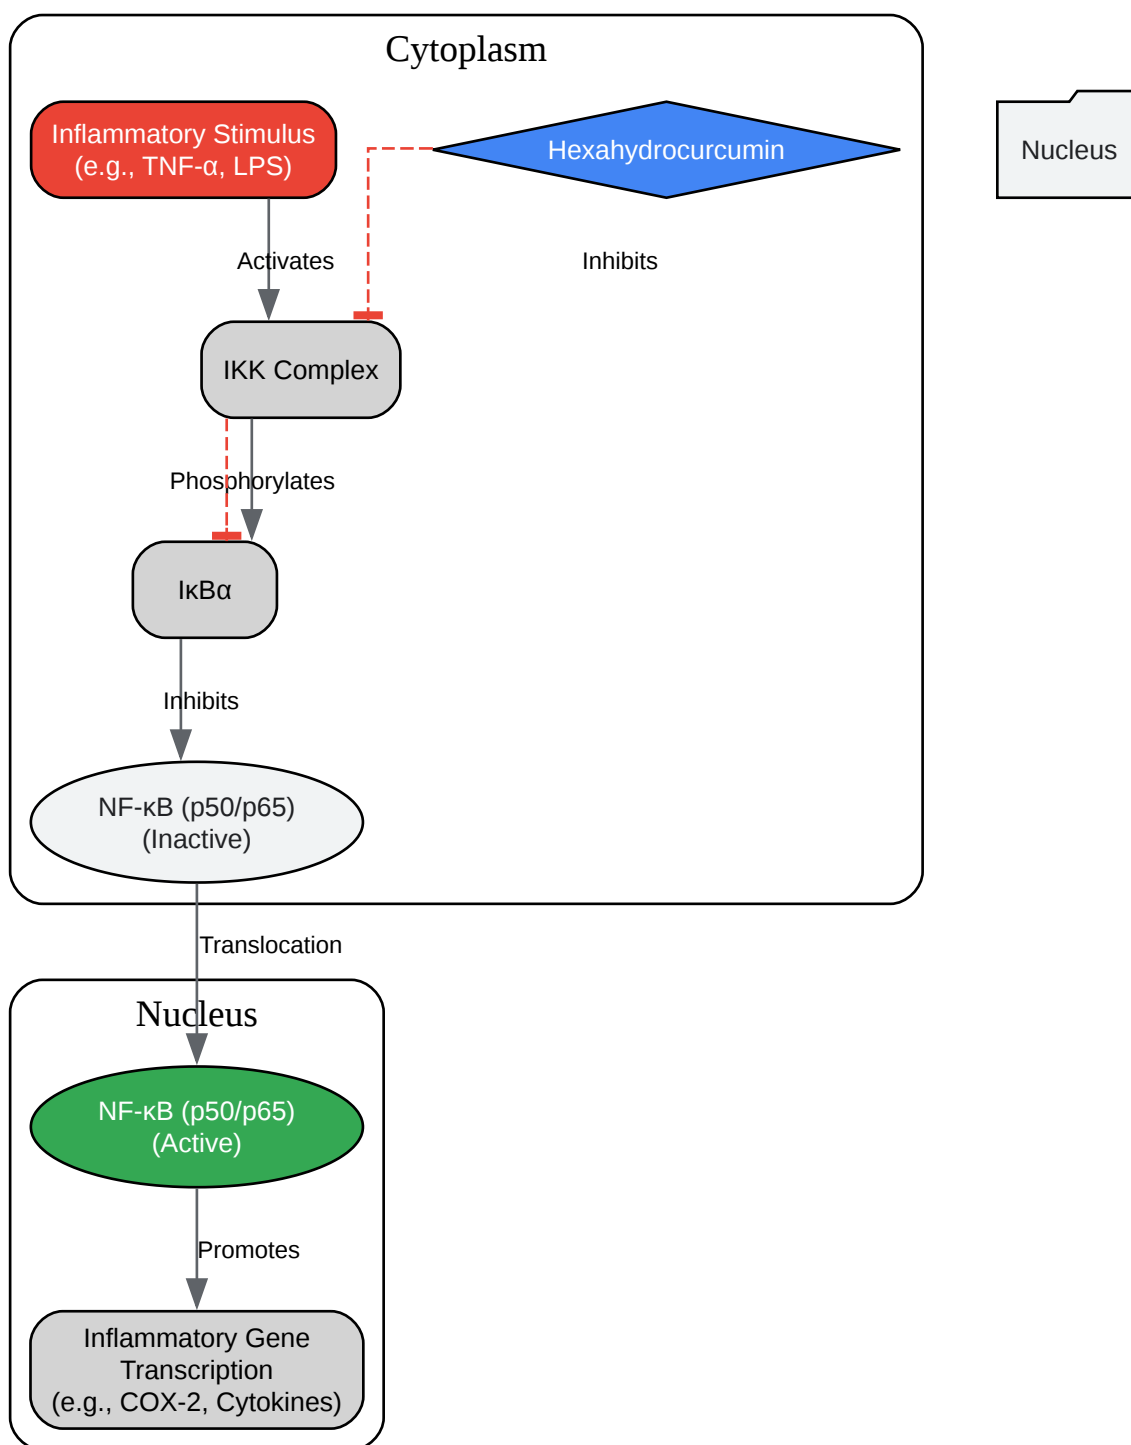 Cytoplasm
Inflammatory Stimulus
(e.g., TNF-α, LPS)
Hexahydrocurcumin
Nucleus
Activates
Inhibits
IKK Complex
Phosphorylates
IκBα
Inhibits
NF-κB (p50/p65)
(Inactive)
Translocation
Nucleus
NF-κB (p50/p65)
(Active)
Promotes
Inflammatory Gene
Transcription
(e.g., COX-2, Cytokines)